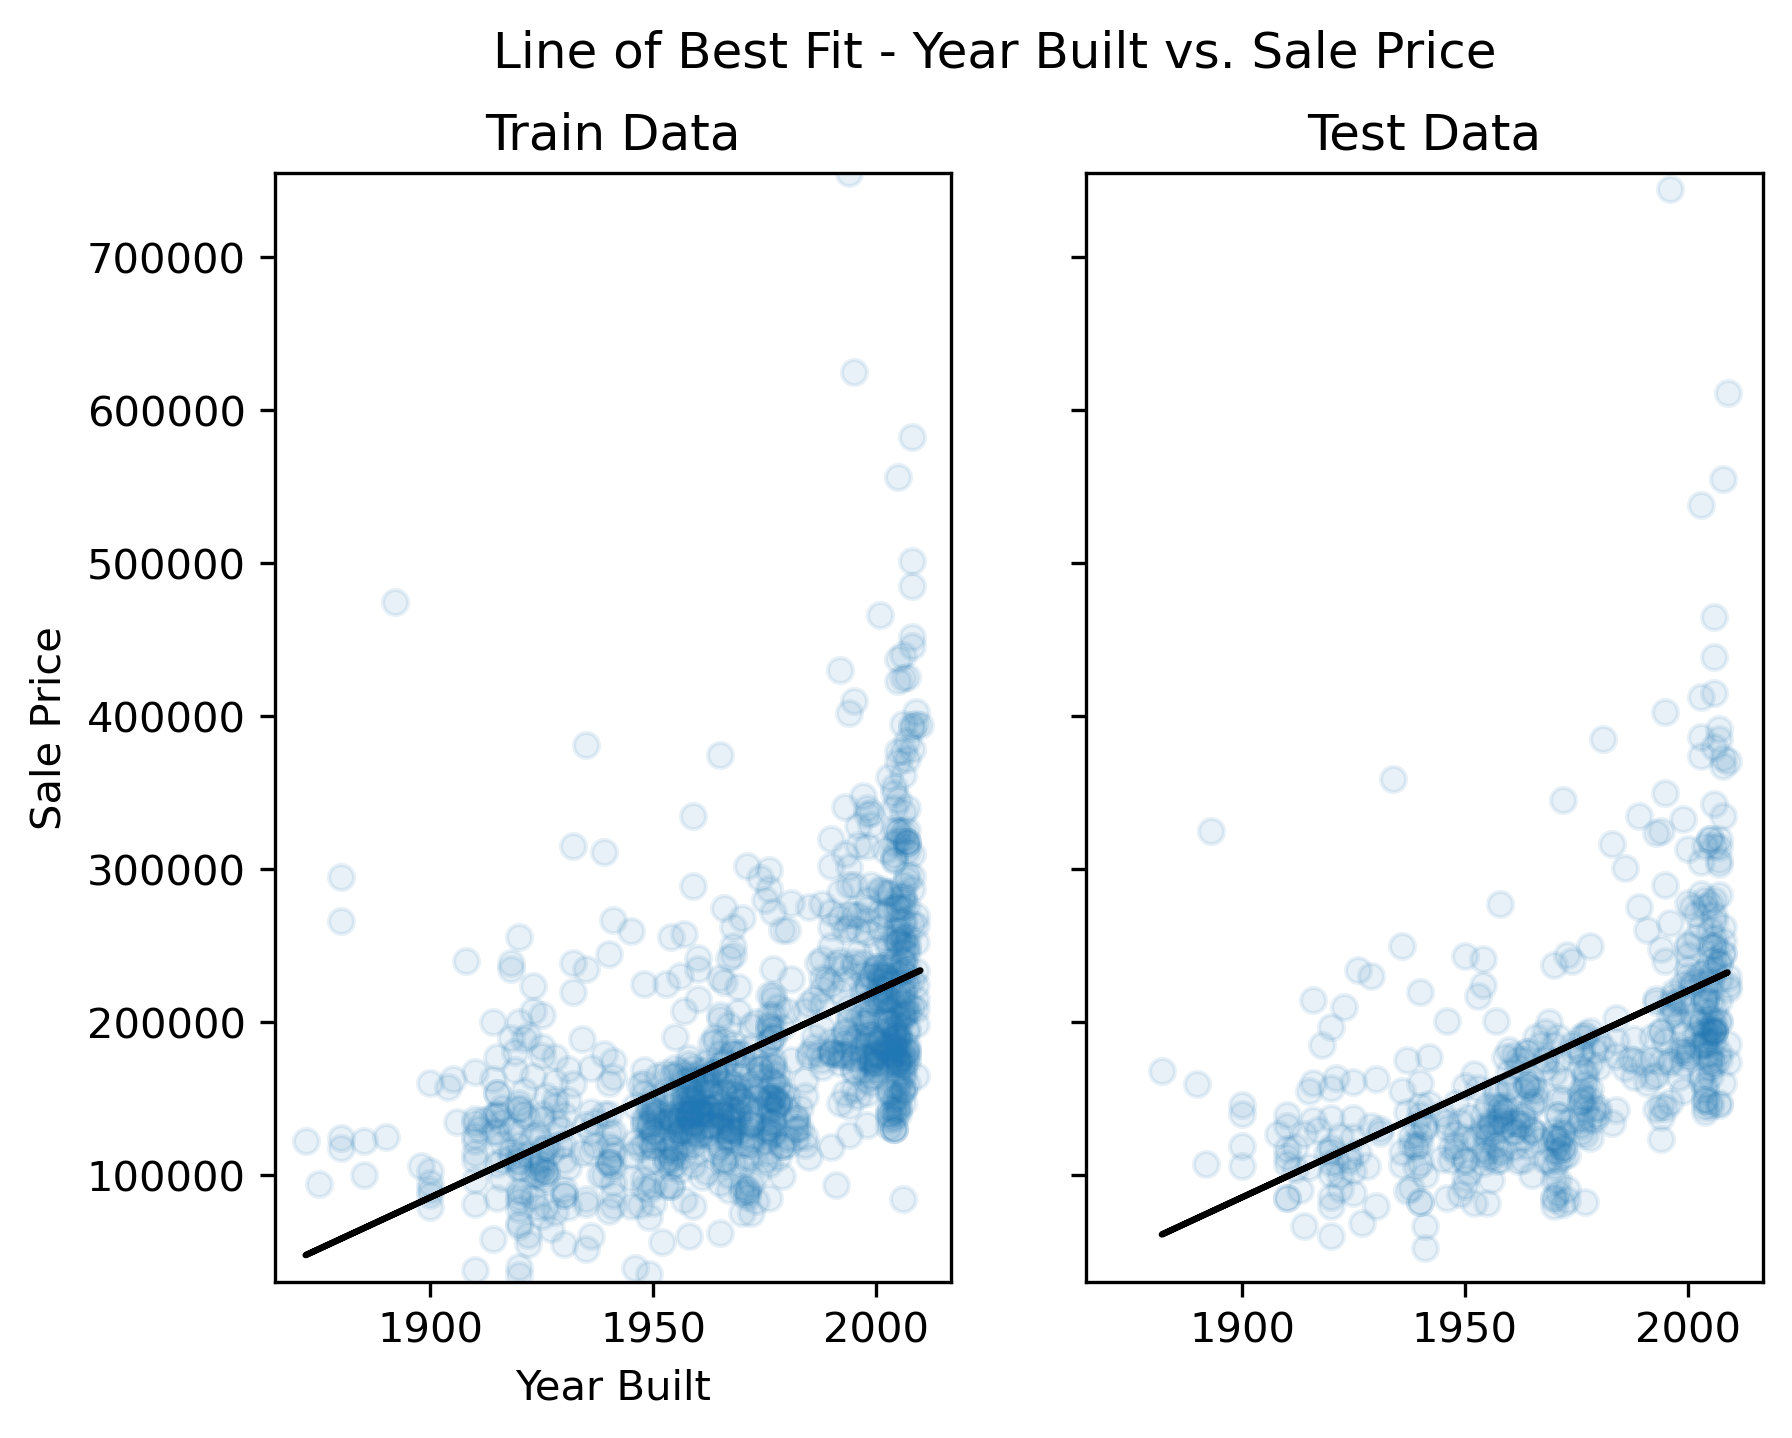 Line of Best Fit - Year Built vs. Sale Price
Train Data
Test Data
700000
600000
500000
400000
300000
200000
100000
Sale Price
1900 1950 2000
1900 1950 2000
Year Built